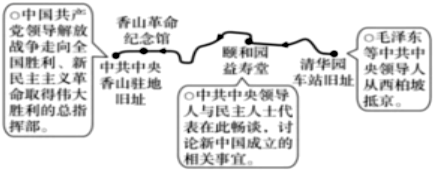 ○中国共产
党领导解放
战争走向全
国胜利、新
民主主义革
命取得伟大
胜利的总指
挥部。
香山革命
纪念馆
中共中央
香山驻地
旧址
颐和园
益寿堂
○中共中央领导
人与民主人士代
表在此畅谈,讨
论新中国成立的
相关事宜。
清华园
车站旧址
○毛泽东
等中共中
央领导人
从西柏坡
抵京。